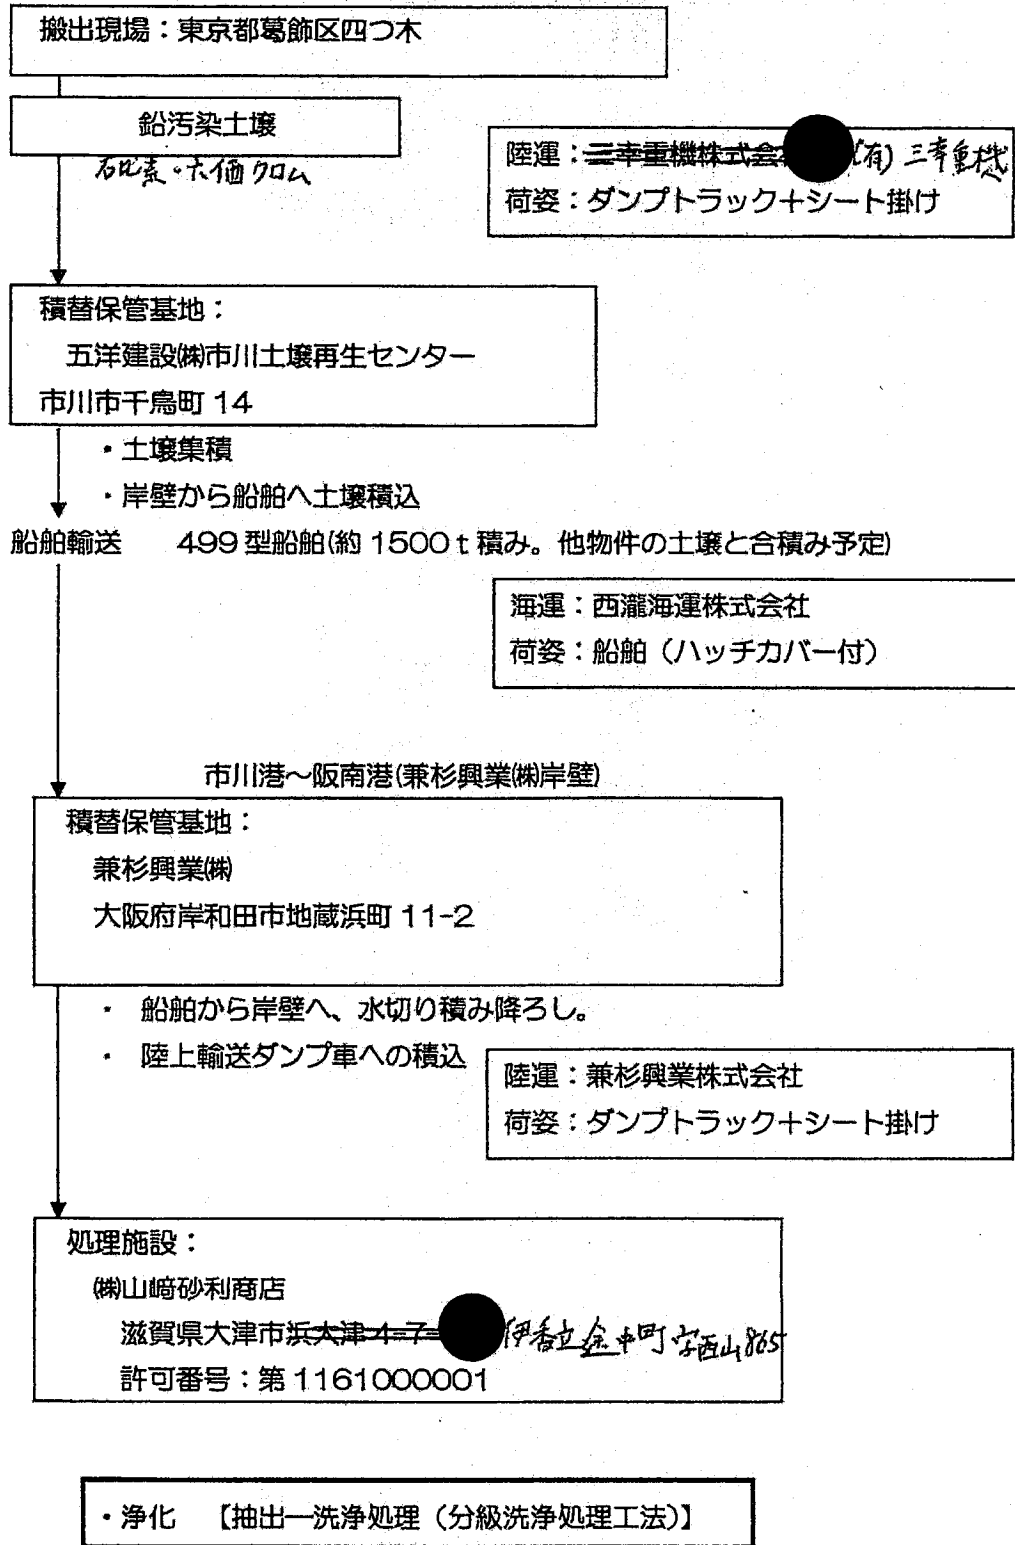 搬出現場：東京都葛飾区四つ木
鉛汚染土壌
砒素・六価クロム
陸運：三幸重機株式会 (有)三幸重機
荷姿：ダンプトラック＋シート掛け
積替保管基地：
五洋建設㈱市川土壌再生センター
市川市千鳥町 14
・土壌集積
・岸壁から船舶へ土壌積込
船舶輸送 499型船舶(約1500ｔ積み。他物件の土壌と合積み予定)
海運：西瀧海運株式会社
荷姿：船舶（ハッチカバー付）
市川港～阪南港(兼杉興業㈱岸壁)
積替保管基地：
兼杉興業㈱
大阪府岸和田市地蔵浜町 11-2
・ 船舶から岸壁へ、水切り積み降ろし。
・ 陸上輸送ダンプ車への積込
陸運：兼杉興業株式会社
荷姿：ダンプトラック＋シート掛け
処理施設：
㈱山﨑砂利商店
滋賀県大津市浜大津4-7- 伊香立途中町字西山865
許可番号：第1161000001
・浄化 【抽出―洗浄処理（分級洗浄処理工法）】